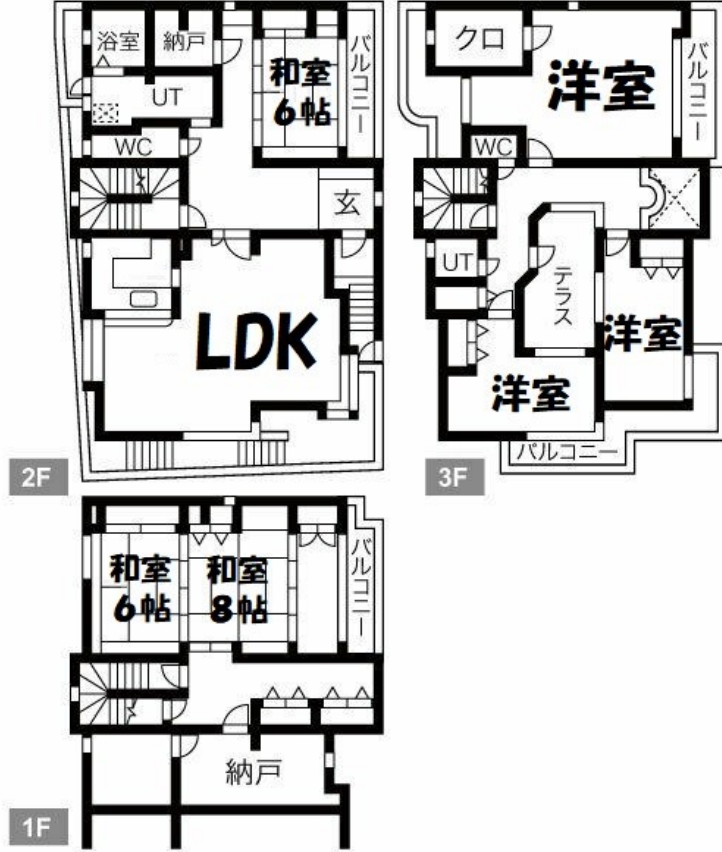 浴室
納戸
和室
6帖
バルコニー
UT
WC
玄
LDK
2F
クロ
洋室
バルコニー
WC
UT
テラス
洋室
洋室
バルコニー
3F
和室
6帖
和室
8帖
バルコニー
納戸
1F